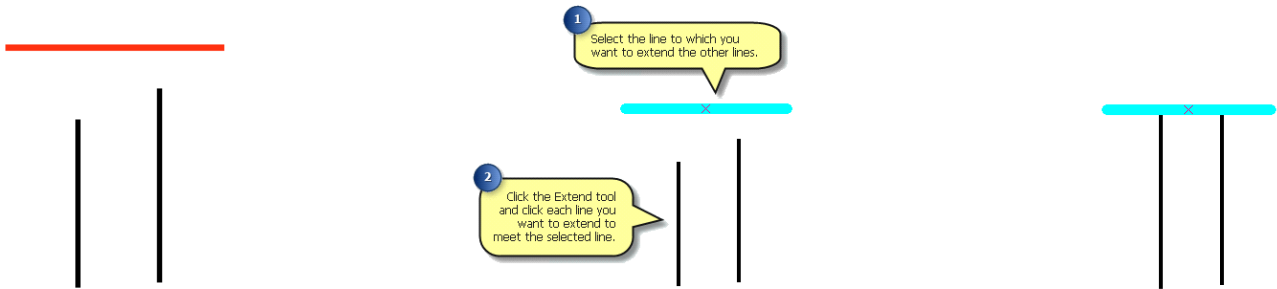 1
Select the line to which you
want to extend the other lines.
2
Click the Extend tool
and click each line you
want to extend to
meet the selected line.